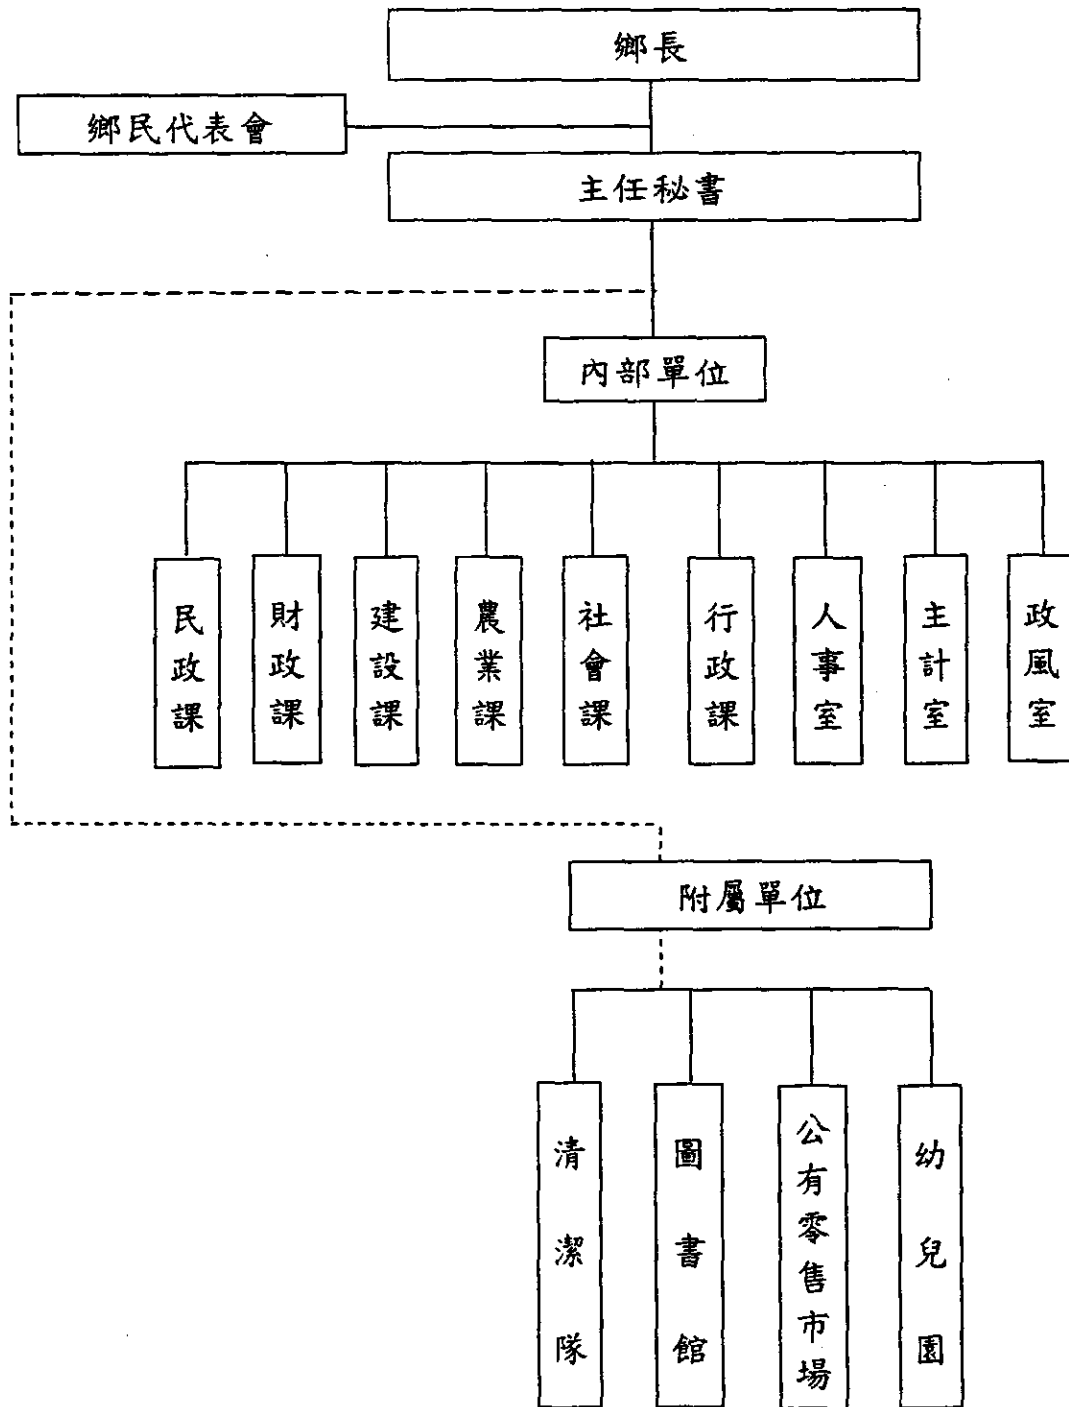 鄉長
鄉民代表會
主任秘書
內部單位
民政課
財政課
建設課
農業課
社會課
行政課
人事室
主計室
政風室
附屬單位
清潔隊
圖書館
公有零售市場
幼兒園